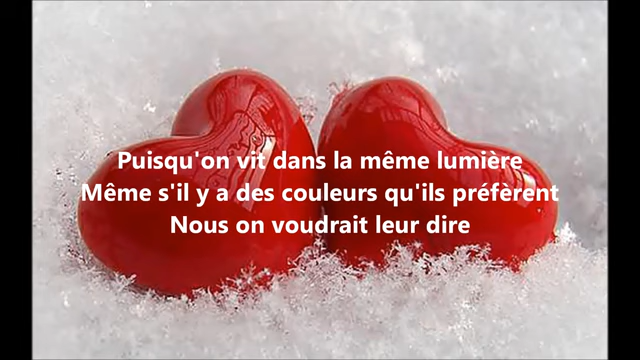 Puisqu'on vit dans la même lumière
Même s'il y a des couleurs qu'ils préfèrent
Nous on voudrait leur dire